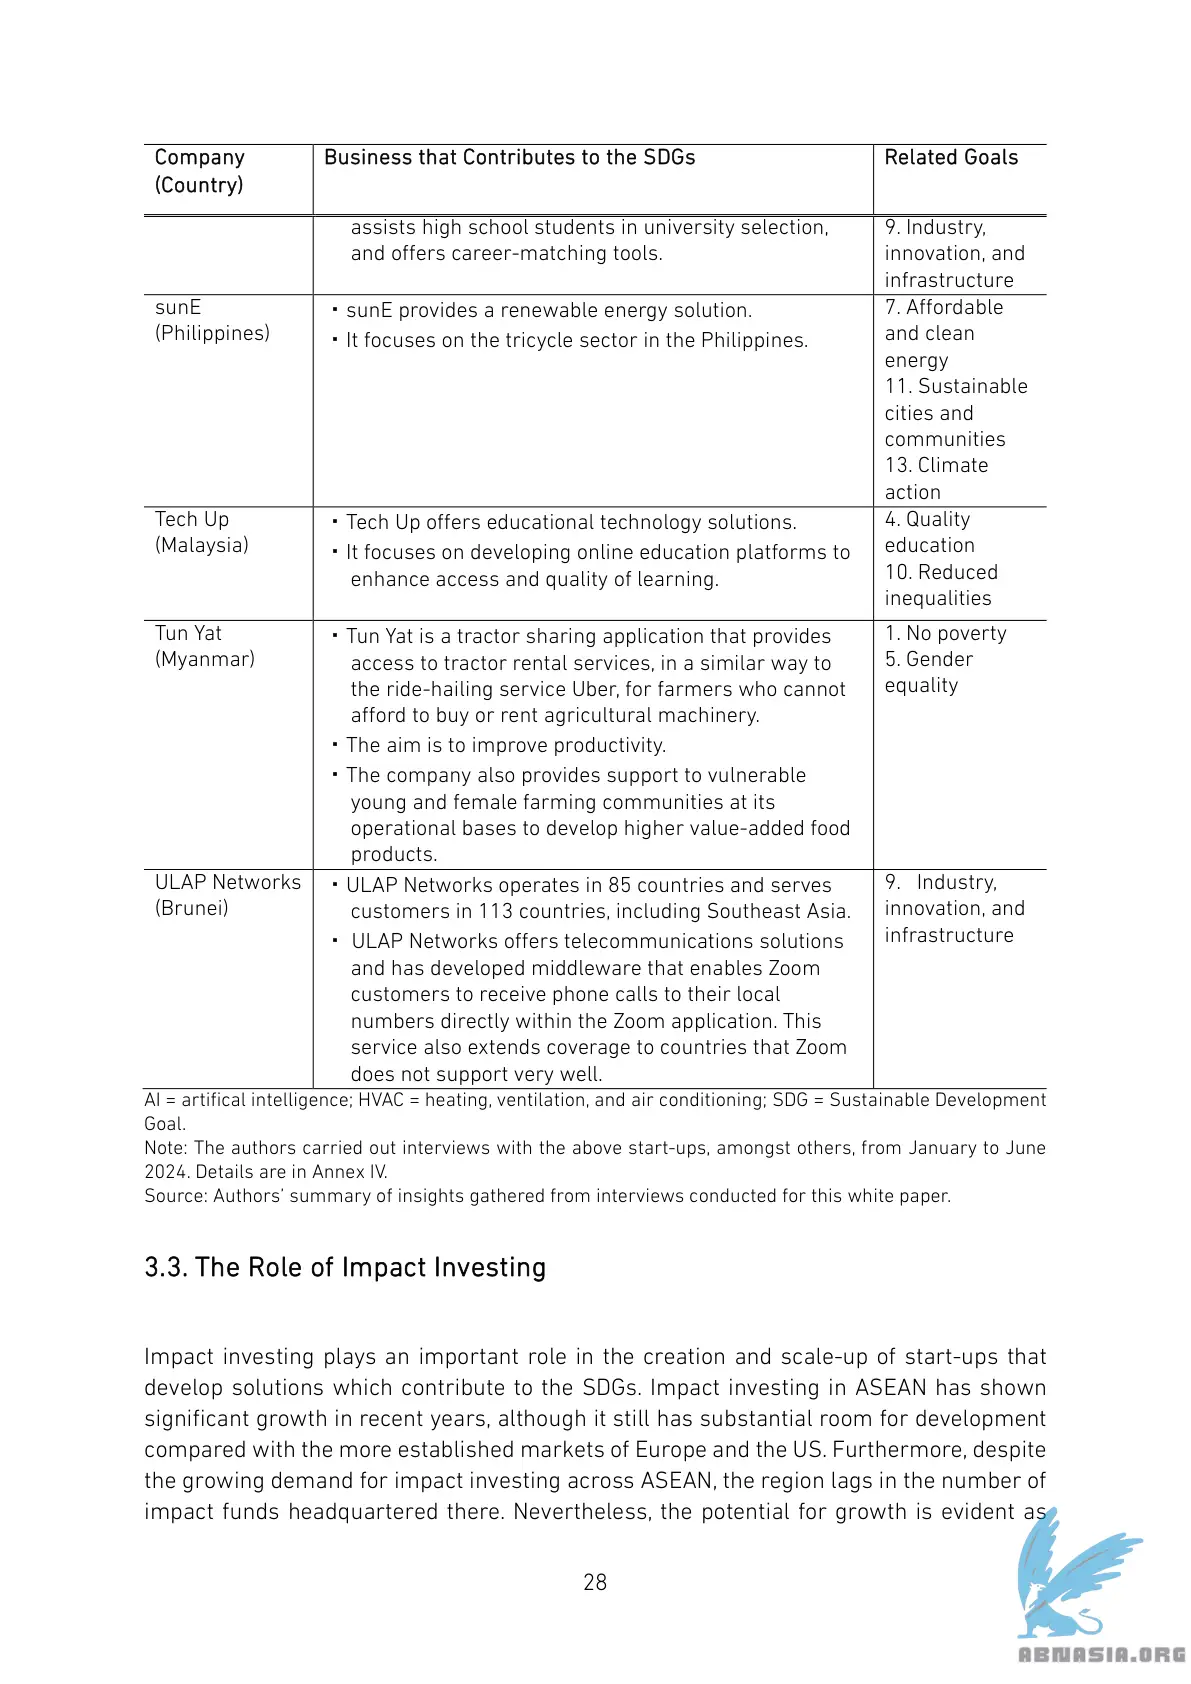 Company
(Country)
Business that Contributes to the SDGs
Related Goals
assists high school students in university selection,
and offers career-matching tools.
9. Industry,
innovation, and
infrastructure
sunE
(Philippines)
・sunE provides a renewable energy solution.
・It focuses on the tricycle sector in the Philippines.
7. Affordable
and clean
energy
11. Sustainable
cities and
communities
13. Climate
action
Tech Up
(Malaysia)
・Tech Up offers educational technology solutions.
・It focuses on developing online education platforms to
enhance access and quality of learning.
4. Quality
education
10. Reduced
inequalities
Tun Yat
(Myanmar)
・Tun Yat is a tractor sharing application that provides
access to tractor rental services, in a similar way to
the ride-hailing service Uber, for farmers who cannot
afford to buy or rent agricultural machinery.
・The aim is to improve productivity.
・The company also provides support to vulnerable
young and female farming communities at its
operational bases to develop higher value-added food
products.
1. No poverty
5. Gender
equality
ULAP Networks
(Brunei)
・ULAP Networks operates in 85 countries and serves
customers in 113 countries, including Southeast Asia.
・ ULAP Networks offers telecommunications solutions
and has developed middleware that enables Zoom
customers to receive phone calls to their local
numbers directly within the Zoom application. This
service also extends coverage to countries that Zoom
does not support very well.
9. Industry,
innovation, and
infrastructure
AI = artifical intelligence; HVAC = heating, ventilation, and air conditioning; SDG = Sustainable Development
Goal.
Note: The authors carried out interviews with the above start-ups, amongst others, from January to June
2024. Details are in Annex IV.
Source: Authors' summary of insights gathered from interviews conducted for this white paper.
3.3. The Role of Impact Investing
Impact investing plays an important role in the creation and scale-up of start-ups that
develop solutions which contribute to the SDGs. Impact investing in ASEAN has shown
significant growth in recent years, although it still has substantial room for development
compared with the more established markets of Europe and the US. Furthermore, despite
the growing demand for impact investing across ASEAN, the region lags in the number of
impact funds headquartered there. Nevertheless, the potential for growth is evident as
28
ABNASIA.ORG